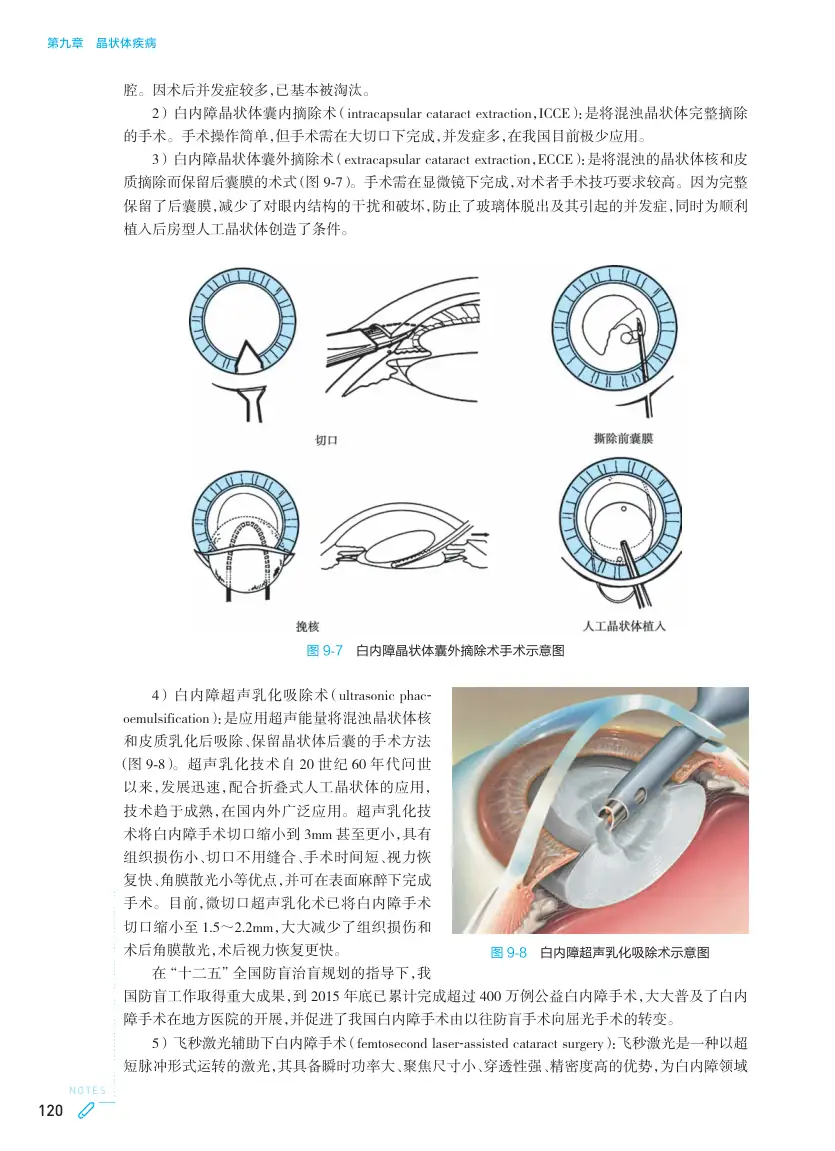 第九章 晶状体疾病
腔。因术后并发症较多，已基本被淘汰。
2）白内障晶状体囊内摘除术（intracapsular cataract extraction，ICCE）：是将混浊晶状体完整摘除
的手术。手术操作简单，但手术需在大切口下完成，并发症多，在我国目前极少应用。
3）白内障晶状体囊外摘除术（extracapsular cataract extraction，ECCE）：是将混浊的晶状体核和皮
质摘除而保留后囊膜的术式（图 9-7）。手术需在显微镜下完成，对术者手术技巧要求较高。因为完整
保留了后囊膜，减少了对眼内结构的干扰和破坏，防止了玻璃体脱出及其引起的并发症，同时为顺利
植入后房型人工晶状体创造了条件。
切口
撕除前囊膜
挽核
人工晶状体植入
图 9-7 白内障晶状体囊外摘除术手术示意图
4）白内障超声乳化吸除术（ultrasonic phac-
oemulsification）：是应用超声能量将混浊晶状体核
和皮质乳化后吸除、保留晶状体后囊的手术方法
（图 9-8）。超声乳化技术自 20 世纪 60 年代问世
以来，发展迅速，配合折叠式人工晶状体的应用，
技术趋于成熟，在国内外广泛应用。超声乳化技
术将白内障手术切口缩小到 3mm 甚至更小，具有
组织损伤小、切口不用缝合、手术时间短、视力恢
复快、角膜散光小等优点，并可在表面麻醉下完成
手术。目前，微切口超声乳化术已将白内障手术
切口缩小至 1.5～2.2mm，大大减少了组织损伤和
术后角膜散光，术后视力恢复更快。
图 9-8 白内障超声乳化吸除术示意图
在“十二五”全国防盲治盲规划的指导下，我
国防盲工作取得重大成果，到 2015 年底已累计完成超过 400 万例公益白内障手术，大大普及了白内
障手术在地方医院的开展，并促进了我国白内障手术由以往防盲手术向屈光手术的转变。
5）飞秒激光辅助下白内障手术（femtosecond laser-assisted cataract surgery）：飞秒激光是一种以超
短脉冲形式运转的激光，其具备瞬时功率大、聚焦尺寸小、穿透性强、精密度高的优势，为白内障领域
NOTES
120